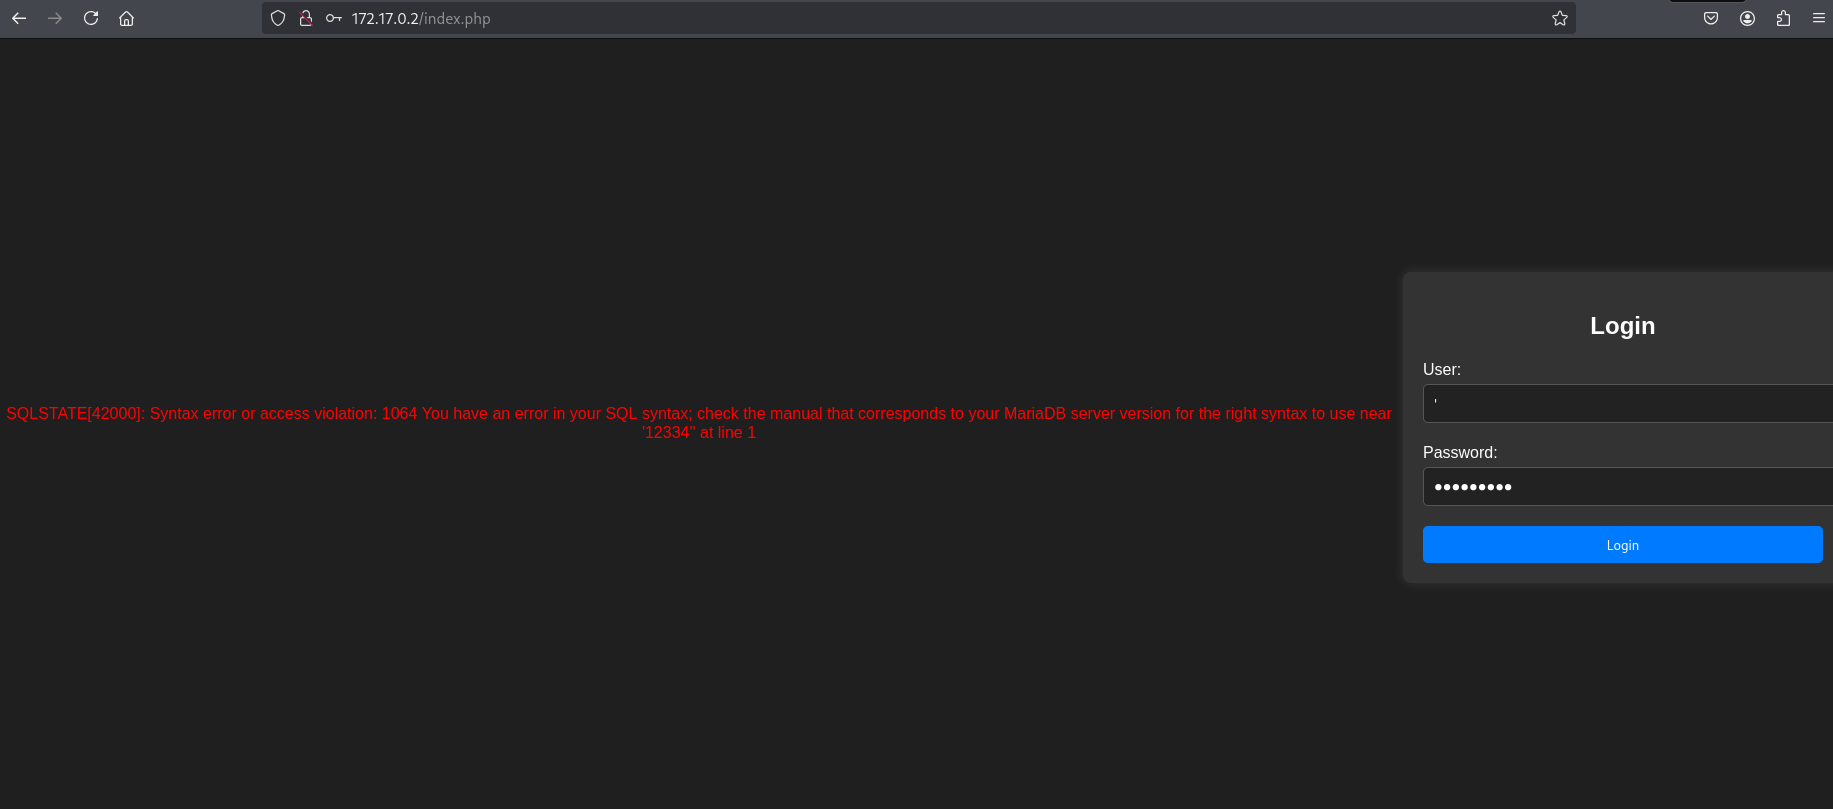 172.17.0.2/index.php
Login
User:
'
SQLSTATE[42000]: Syntax error or access violation: 1064 You have an error in your SQL syntax; check the manual that corresponds to your MariaDB server version for the right syntax to use near
'12334'' at line 1
Password:
●●●●●●●●●
Login